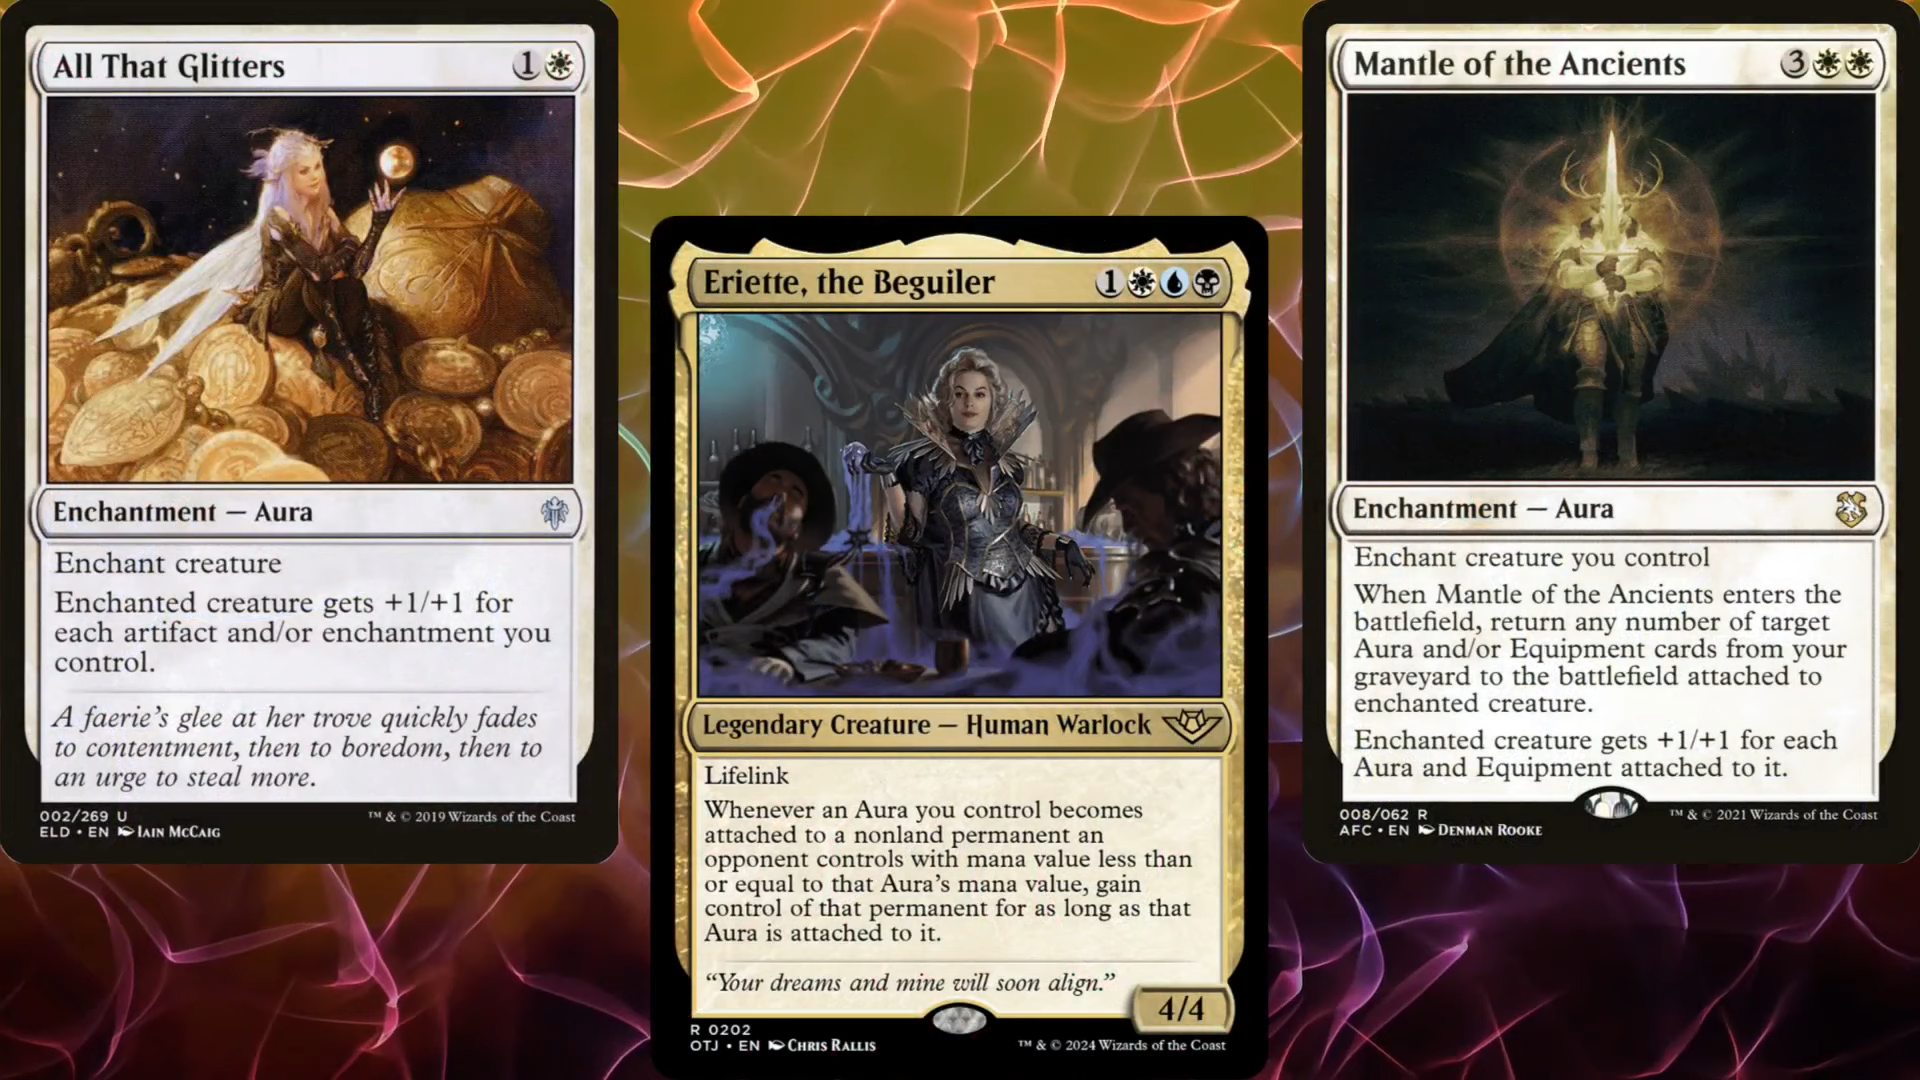 All That Glitters 1
Enchantment — Aura
Enchant creature
Enchanted creature gets +1/+1 for
each artifact and/or enchantment you
control.
A faerie's glee at her trove quickly fades
to contentment, then to boredom, then to
an urge to steal more.
002/269 U
ELD • EN IAIN MCCAIG
™ & © 2019 Wizards of the Coast
Eriette, the Beguiler 1
Legendary Creature — Human Warlock
Lifelink
Whenever an Aura you control becomes
attached to a nonland permanent an
opponent controls with mana value less than
or equal to that Aura's mana value, gain
control of that permanent for as long as that
Aura is attached to it.
“Your dreams and mine will soon align.”
4/4
R 0202
OTJ • EN CHRIS RALLIS
™ & © 2024 Wizards of the Coast
Mantle of the Ancients 3
Enchantment — Aura
Enchant creature you control
When Mantle of the Ancients enters the
battlefield, return any number of target
Aura and/or Equipment cards from your
graveyard to the battlefield attached to
enchanted creature.
Enchanted creature gets +1/+1 for each
Aura and Equipment attached to it.
008/062 R
AFC • EN DENMAN ROOKE
™ & © 2021 Wizards of the Coast